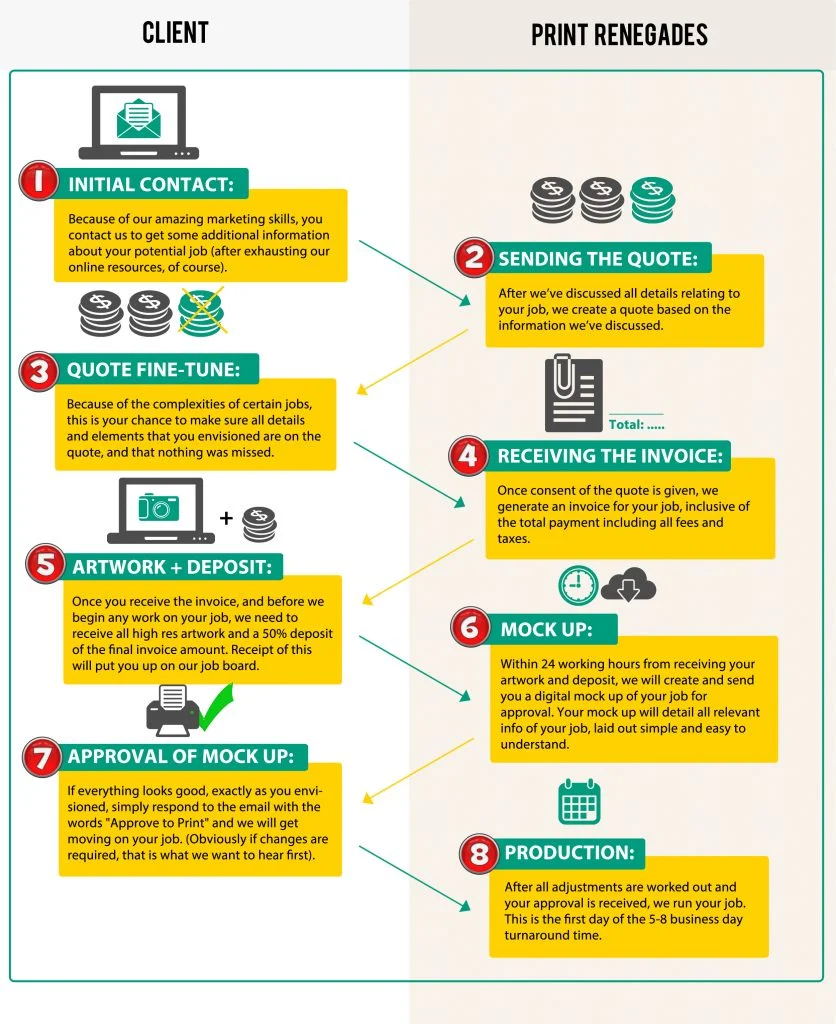 CLIENT
PRINT RENEGADES
1 INITIAL CONTACT:
Because of our amazing marketing skills, you
contact us to get some additional information
about your potential job (after exhausting our
online resources, of course).
$ $ $
2 SENDING THE QUOTE:
After we’ve discussed all details relating to
your job, we create a quote based on the
information we’ve discussed.
$ $ $
3 QUOTE FINE-TUNE:
Because of the complexities of certain jobs,
this is your chance to make sure all details
and elements that you envisioned are on the
quote, and that nothing was missed.
Total: .....
4 RECEIVING THE INVOICE:
Once consent of the quote is given, we
generate an invoice for your job, inclusive of
the total payment including all fees and
taxes.
+ $
5 ARTWORK + DEPOSIT:
Once you receive the invoice, and before we
begin any work on your job, we need to
receive all high res artwork and a 50% deposit
of the final invoice amount. Receipt of this
will put you up on our job board.
6 MOCK UP:
Within 24 working hours from receiving your
artwork and deposit, we will create and send
you a digital mock up of your job for
approval. Your mock up will detail all relevant
info of your job, laid out simple and easy to
understand.
7 APPROVAL OF MOCK UP:
If everything looks good, exactly as you envi-
sioned, simply respond to the email with the
words "Approve to Print" and we will get
moving on your job. (Obviously if changes are
required, that is what we want to hear first).
8 PRODUCTION:
After all adjustments are worked out and
your approval is received, we run your job.
This is the first day of the 5-8 business day
turnaround time.